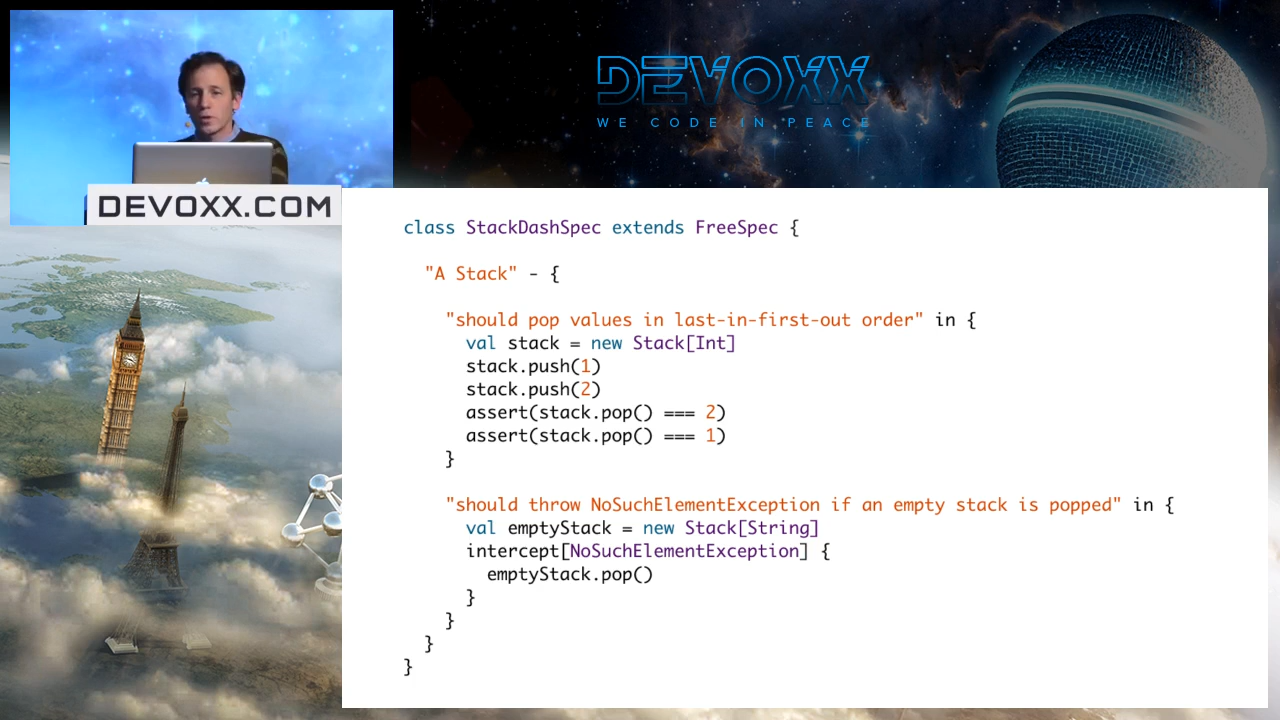 DEVOXX
WE CODE IN PEACE
DEVOXX.COM
class StackDashSpec extends FreeSpec {
"A Stack" - {
"should pop values in last-in-first-out order" in {
val stack = new Stack[Int]
stack.push(1)
stack.push(2)
assert(stack.pop() === 2)
assert(stack.pop() === 1)
}
"should throw NoSuchElementException if an empty stack is popped" in {
val emptyStack = new Stack[String]
intercept[NoSuchElementException] {
emptyStack.pop()
}
}
}
}